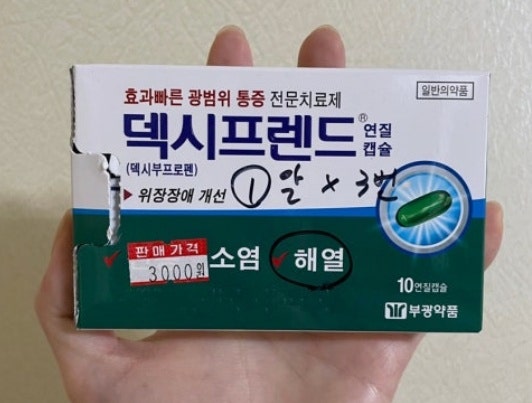 효과빠른 광범위 통증 전문치료제
일반의약품
덱시프렌드® 연질캡슐
(덱시부프로펜)
▶ 위장장애 개선
① 알 x 3번
판매가격
3000원
소염 ✓ 해열
10연질캡슐
부광약품